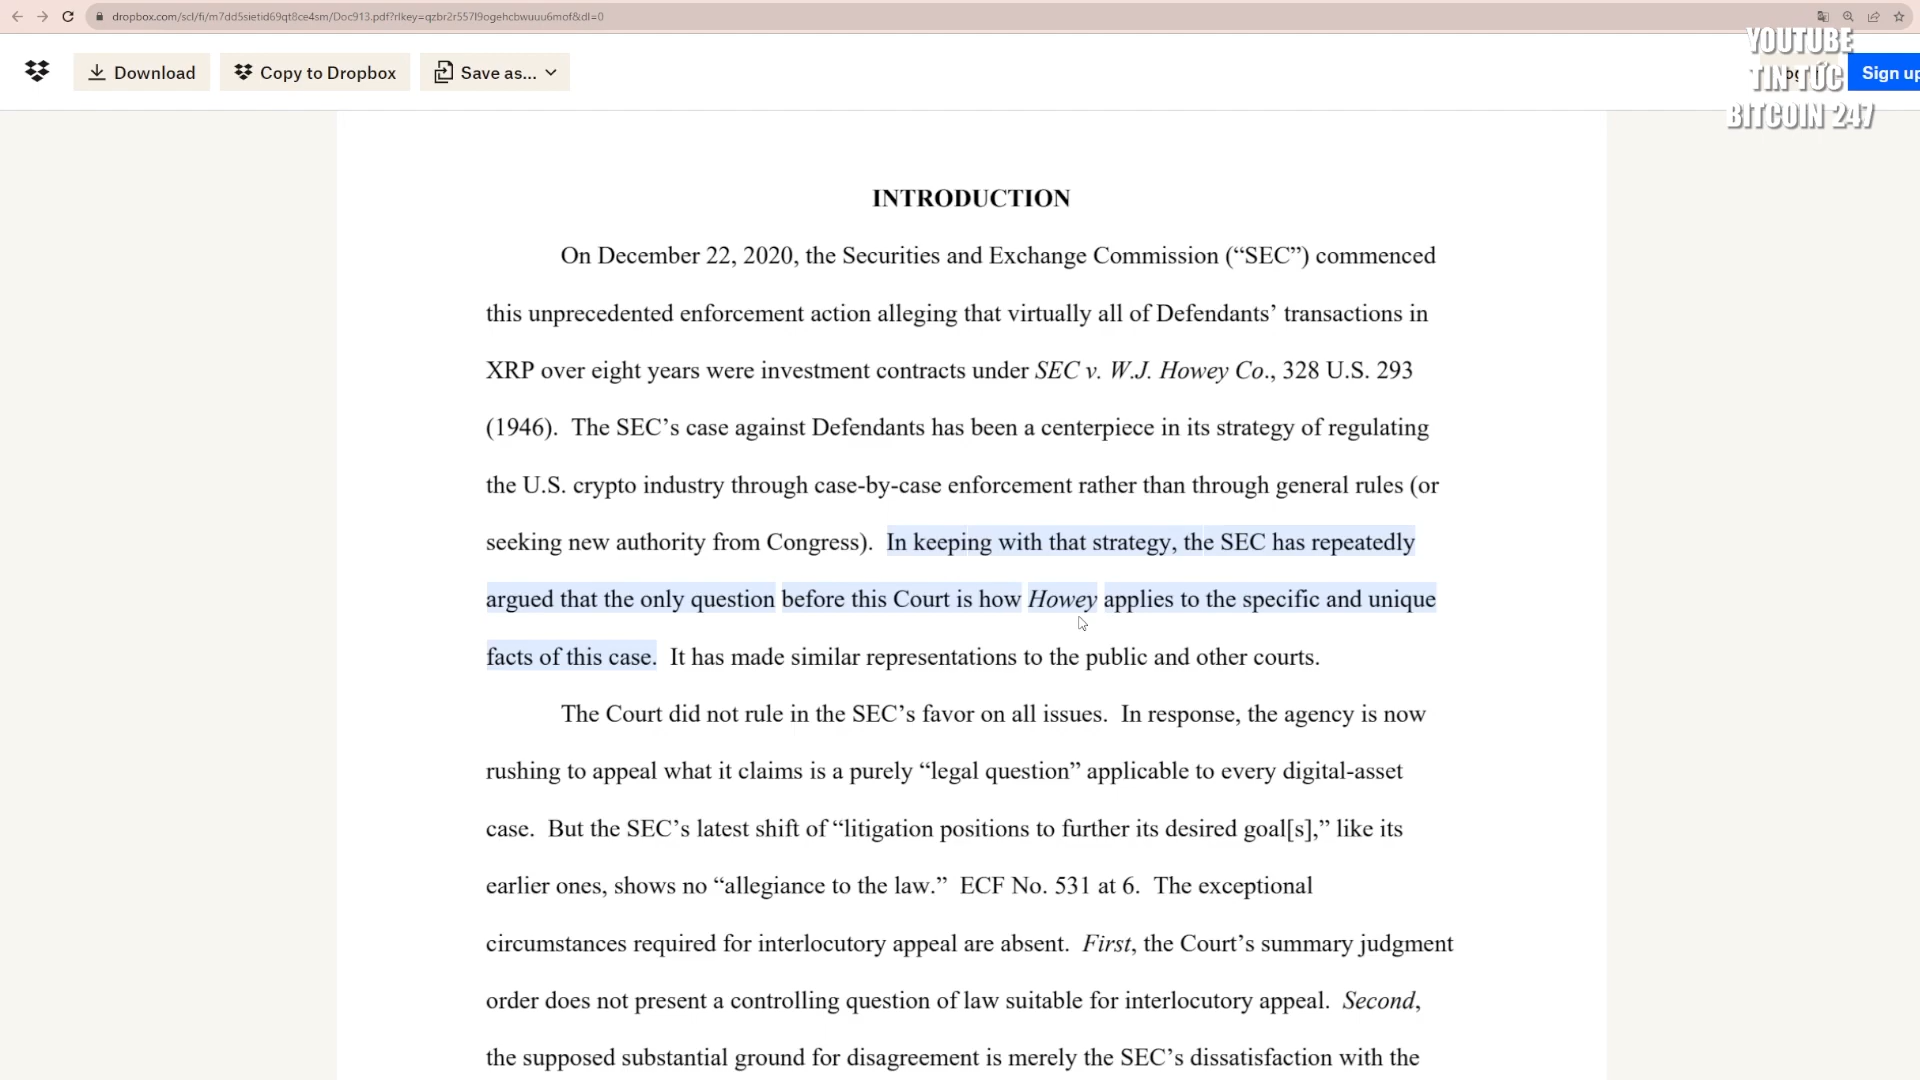 dropbox.com/scl/fi/m7dd5sietid69qt8ce4sm/Doc913.pdf?rlkey=qzbr2r557l9ogehcbwuuu6mof&dl=0
YOUTUBE
Download Copy to Dropbox Save as... Sign up
TIN TỨC
BITCOIN 247
INTRODUCTION
On December 22, 2020, the Securities and Exchange Commission (“SEC”) commenced
this unprecedented enforcement action alleging that virtually all of Defendants’ transactions in
XRP over eight years were investment contracts under SEC v. W.J. Howey Co., 328 U.S. 293
(1946). The SEC’s case against Defendants has been a centerpiece in its strategy of regulating
the U.S. crypto industry through case-by-case enforcement rather than through general rules (or
seeking new authority from Congress). In keeping with that strategy, the SEC has repeatedly
argued that the only question before this Court is how Howey applies to the specific and unique
facts of this case. It has made similar representations to the public and other courts.
The Court did not rule in the SEC’s favor on all issues. In response, the agency is now
rushing to appeal what it claims is a purely “legal question” applicable to every digital-asset
case. But the SEC’s latest shift of “litigation positions to further its desired goal[s],” like its
earlier ones, shows no “allegiance to the law.” ECF No. 531 at 6. The exceptional
circumstances required for interlocutory appeal are absent. First, the Court’s summary judgment
order does not present a controlling question of law suitable for interlocutory appeal. Second,
the supposed substantial ground for disagreement is merely the SEC’s dissatisfaction with the